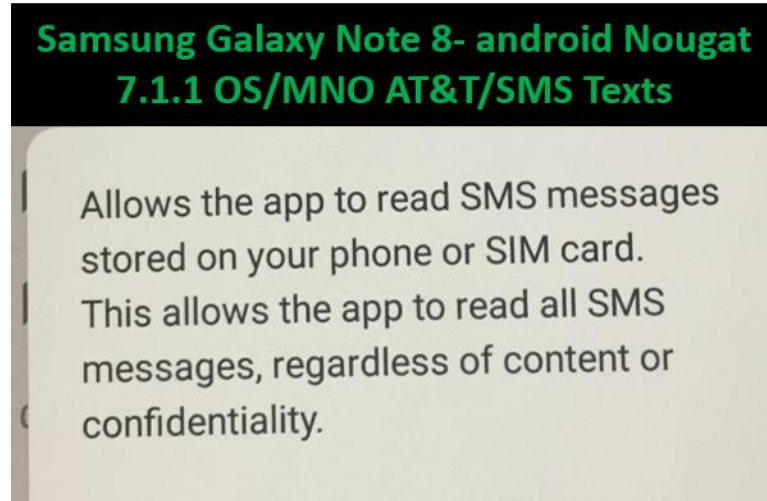 Samsung Galaxy Note 8- android Nougat
7.1.1 OS/MNO AT&T/SMS Texts
Allows the app to read SMS messages
stored on your phone or SIM card.
This allows the app to read all SMS
messages, regardless of content or
confidentiality.